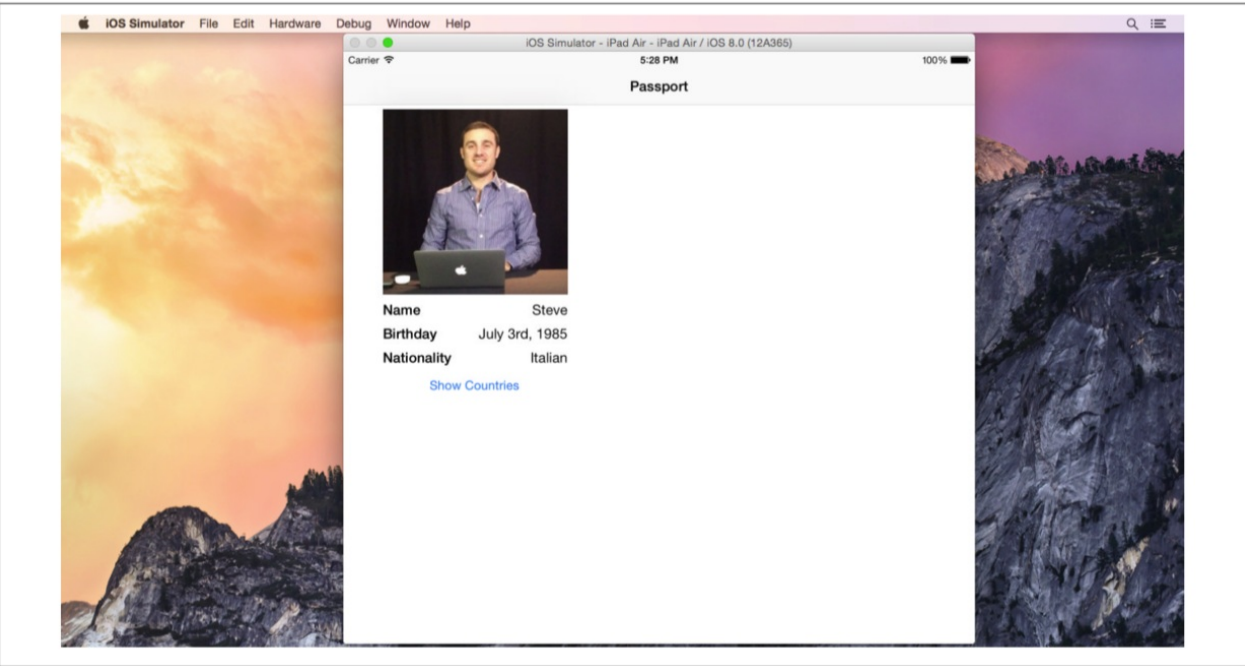 iOS Simulator File Edit Hardware Debug Window Help
iOS Simulator - iPad Air - iPad Air / iOS 8.0 (12A365)
Carrier 5:28 PM 100%
Passport
Name Steve
Birthday July 3rd, 1985
Nationality Italian
Show Countries